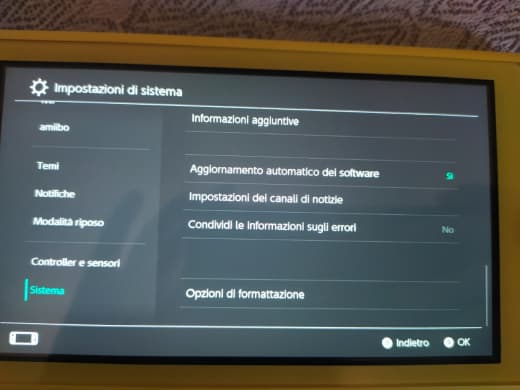 Impostazioni di sistema
amiibo
Temi
Notifiche
Modalità riposo
Controller e sensori
Sistema
Informazioni aggiuntive
Aggiornamento automatico del software Sì
Impostazioni dei canali di notizie
Condividi le informazioni sugli errori No
Opzioni di formattazione
Indietro OK